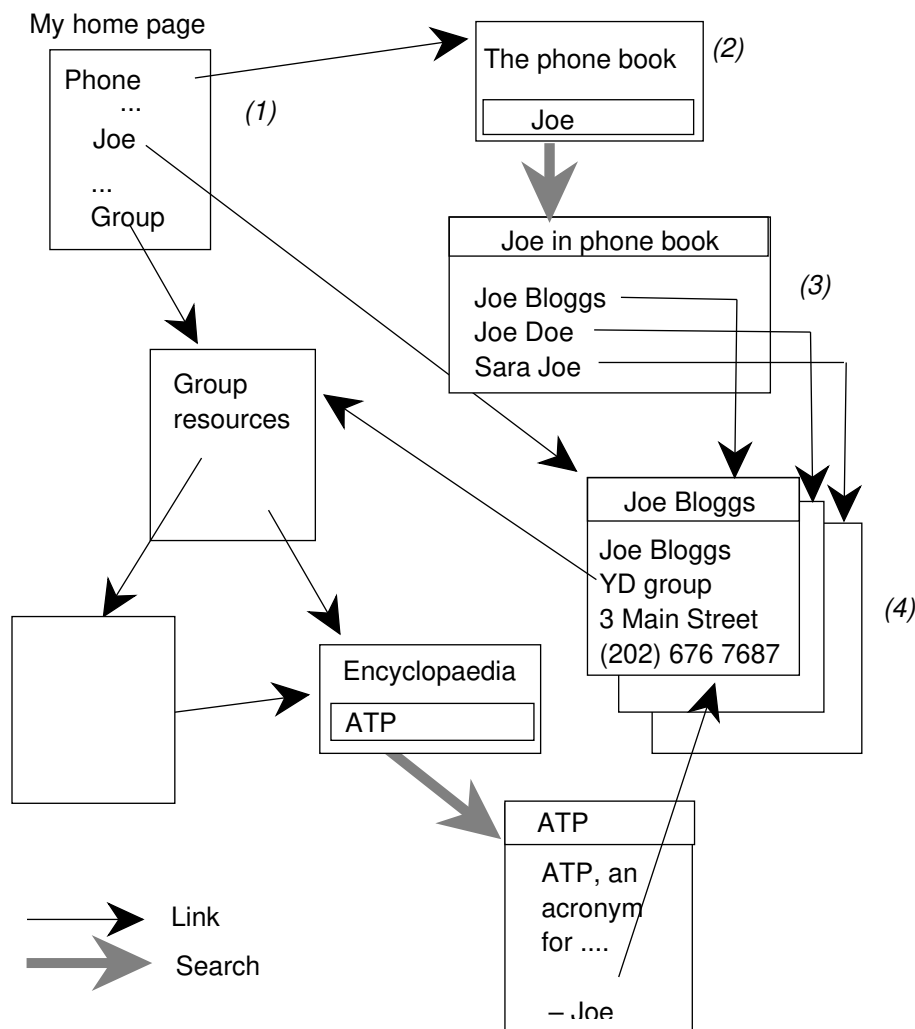 My home page
Phone
...
Joe
...
Group
(1)
The phone book
Joe
(2)
Joe in phone book
Joe Bloggs
Joe Doe
Sara Joe
(3)
Group
resources
Joe Bloggs
Joe Bloggs
YD group
3 Main Street
(202) 676 7687
(4)
Encyclopaedia
ATP
ATP
ATP, an
acronym
for ....
– Joe
Link
Search